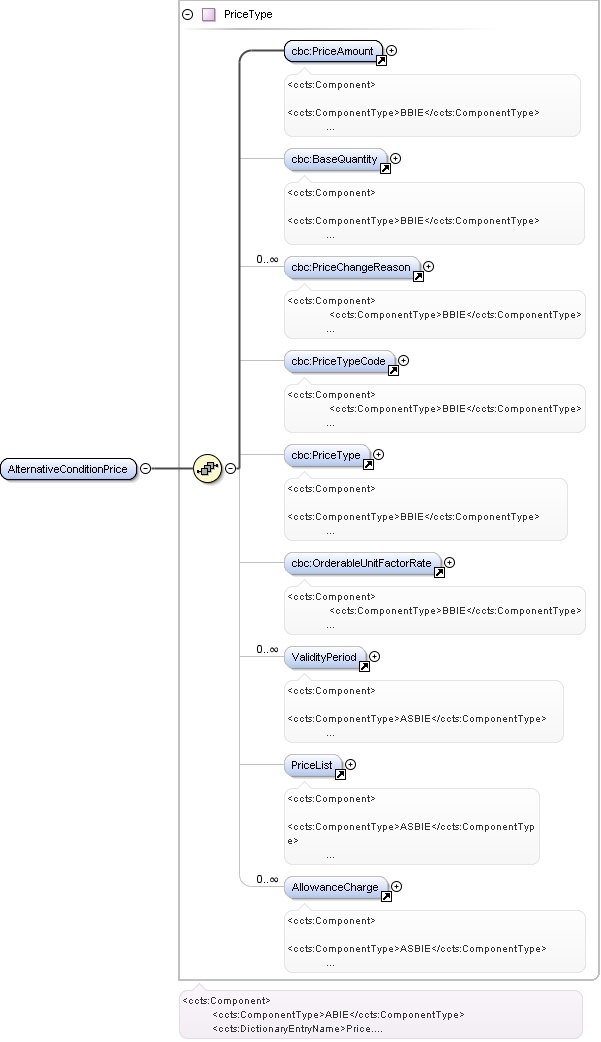 PriceType
cbc:PriceAmount
<ccts:Component>
<ccts:ComponentType>BBIE</ccts:ComponentType>
...
cbc:BaseQuantity
<ccts:Component>
<ccts:ComponentType>BBIE</ccts:ComponentType>
...
0..∞
cbc:PriceChangeReason
<ccts:Component>
<ccts:ComponentType>BBIE</ccts:ComponentType>
...
cbc:PriceTypeCode
<ccts:Component>
<ccts:ComponentType>BBIE</ccts:ComponentType>
...
AlternativeConditionPrice
cbc:PriceType
<ccts:Component>
<ccts:ComponentType>BBIE</ccts:ComponentType>
...
cbc:OrderableUnitFactorRate
<ccts:Component>
<ccts:ComponentType>BBIE</ccts:ComponentType>
...
0..∞
ValidityPeriod
<ccts:Component>
<ccts:ComponentType>ASBIE</ccts:ComponentType>
...
PriceList
<ccts:Component>
<ccts:ComponentType>ASBIE</ccts:ComponentTyp
e>
...
0..∞
AllowanceCharge
<ccts:Component>
<ccts:ComponentType>ASBIE</ccts:ComponentType>
...
<ccts:Component>
<ccts:ComponentType>ABIE</ccts:ComponentType>
<ccts:DictionaryEntryName>Price....